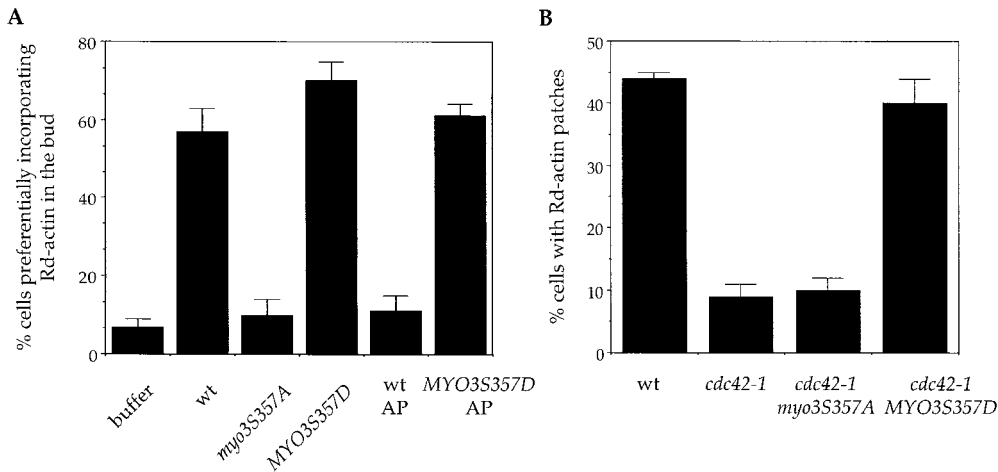 A
% cells preferentially incorporating
Rd-actin in the bud
80
60
40
20
0
buffer
wt
myo3S357A
MYO3S357D
wt
AP
MYO3S357D
AP
B
% cells with Rd-actin patches
50
40
30
20
10
0
wt
cdc42-1
cdc42-1
myo3S357A
cdc42-1
MYO3S357D